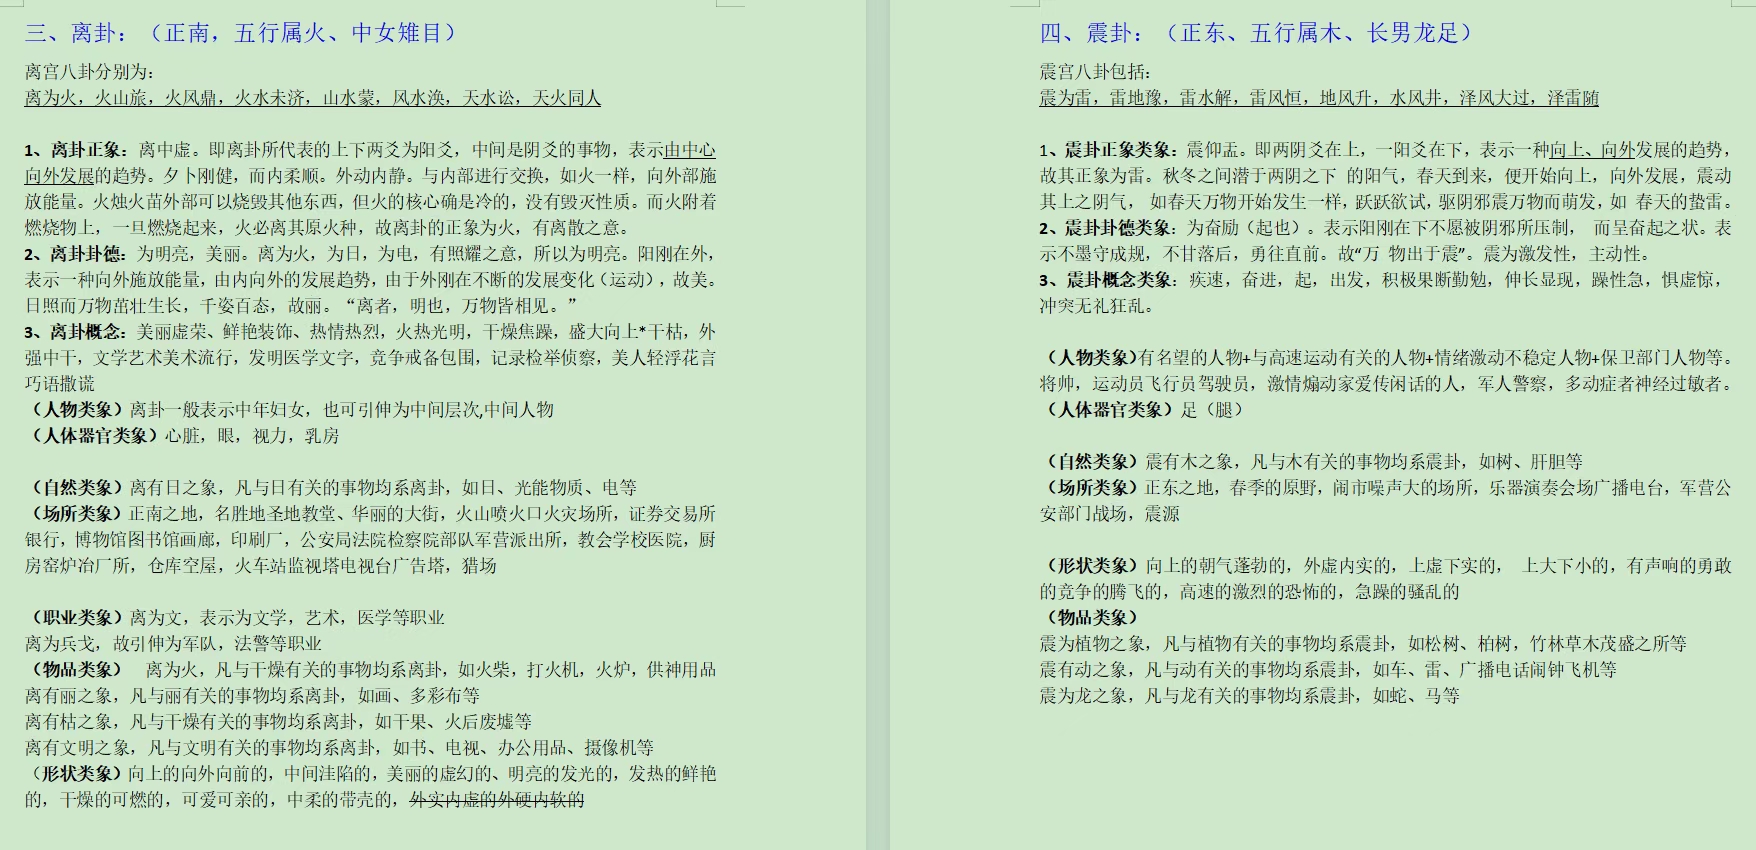 三、离卦：（正南，五行属火、中女雉目）
离宫八卦分别为：
离为火，火山旅，火风鼎，火水未济，山水蒙，风水涣，天水讼，天火同人
1、离卦正象：离中虚。即离卦所代表的上下两爻为阳爻，中间是阴爻的事物，表示由中心
向外发展的趋势。夕卜刚健，而内柔顺。外动内静。与内部进行交换，如火一样，向外部施
放能量。火烛火苗外部可以烧毁其他东西，但火的核心确是冷的，没有毁灭性质。而火附着
燃烧物上，一旦燃烧起来，火必离其原火种，故离卦的正象为火，有离散之意。
2、离卦卦德：为明亮，美丽。离为火，为日，为电，有照耀之意，所以为明亮。阳刚在外，
表示一种向外施放能量，由内向外的发展趋势，由于外刚在不断的发展变化（运动），故美。
日照而万物茁壮生长，千姿百态，故丽。“离者，明也，万物皆相见。”
3、离卦概念：美丽虚荣、鲜艳装饰、热情热烈，火热光明，干燥焦躁，盛大向上*干枯，外
强中干，文学艺术美术流行，发明医学文字，竞争戒备包围，记录检举侦察，美人轻浮花言
巧语撒谎
（人物类象）离卦一般表示中年妇女，也可引伸为中间层次,中间人物
（人体器官类象）心脏，眼，视力，乳房
（自然类象）离有日之象，凡与日有关的事物均系离卦，如日、光能物质、电等
（场所类象）正南之地，名胜地圣地教堂、华丽的大街，火山喷火口火灾场所，证券交易所
银行，博物馆图书馆画廊，印刷厂，公安局法院检察院部队军营派出所，教会学校医院，厨
房窑炉冶厂所，仓库空屋，火车站监视塔电视台广告塔，猎场
（职业类象）离为文，表示为文学，艺术，医学等职业
离为兵戈，故引伸为军队，法警等职业
（物品类象）　离为火，凡与干燥有关的事物均系离卦，如火柴，打火机，火炉，供神用品
离有丽之象，凡与丽有关的事物均系离卦，如画、多彩布等
离有枯之象，凡与干燥有关的事物均系离卦，如干果、火后废墟等
离有文明之象，凡与文明有关的事物均系离卦，如书、电视、办公用品、摄像机等
（形状类象）向上的向外向前的，中间洼陷的，美丽的虚幻的、明亮的发光的，发热的鲜艳
的，干燥的可燃的，可爱可亲的，中柔的带壳的，外实内虚的外硬内软的
四、震卦：（正东、五行属木、长男龙足）
震宫八卦包括：
震为雷，雷地豫，雷水解，雷风恒，地风升，水风井，泽风大过，泽雷随
1、震卦正象类象：震仰盂。即两阴爻在上，一阳爻在下，表示一种向上、向外发展的趋势，
故其正象为雷。秋冬之间潜于两阴之下 的阳气，春天到来，便开始向上，向外发展，震动
其上之阴气， 如春天万物开始发生一样，跃跃欲试，驱阴邪震万物而萌发，如 春天的蛰雷。
2、震卦卦德类象：为奋励（起也）。表示阳刚在下不愿被阴邪所压制， 而呈奋起之状。表
示不墨守成规，不甘落后，勇往直前。故“万 物出于震”。震为激发性，主动性。
3、震卦概念类象：疾速，奋进，起，出发，积极果断勤勉，伸长显现，躁性急，惧虚惊，
冲突无礼狂乱。
（人物类象）有名望的人物+与高速运动有关的人物+情绪激动不稳定人物+保卫部门人物等。
将帅，运动员飞行员驾驶员，激情煽动家爱传闲话的人，军人警察，多动症者神经过敏者。
（人体器官类象）足（腿）
（自然类象）震有木之象，凡与木有关的事物均系震卦，如树、肝胆等
（场所类象）正东之地，春季的原野，闹市噪声大的场所，乐器演奏会场广播电台，军营公
安部门战场，震源
（形状类象）向上的朝气蓬勃的，外虚内实的，上虚下实的， 上大下小的，有声响的勇敢
的竞争的腾飞的，高速的激烈的恐怖的，急躁的骚乱的
（物品类象）
震为植物之象，凡与植物有关的事物均系震卦，如松树、柏树，竹林草木茂盛之所等
震有动之象，凡与动有关的事物均系震卦，如车、雷、广播电话闹钟飞机等
震为龙之象，凡与龙有关的事物均系震卦，如蛇、马等